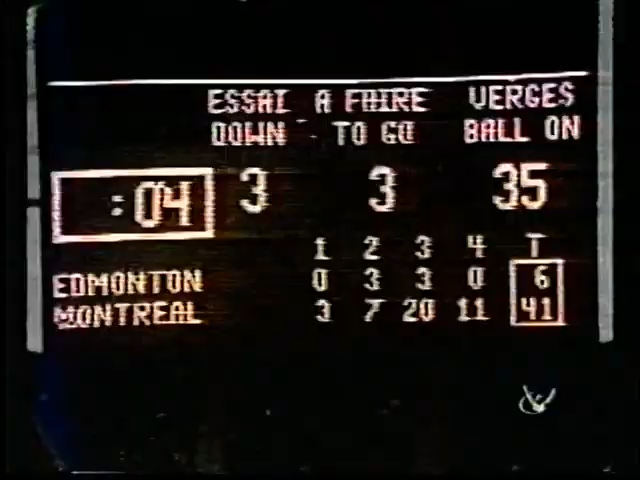 ESSAI A FAIRE VERGES
DOWN TO GO BALL ON
:04 3 3 35
1 2 3 4 T
EDMONTON 0 3 3 0 6
MONTREAL 3 7 20 11 41